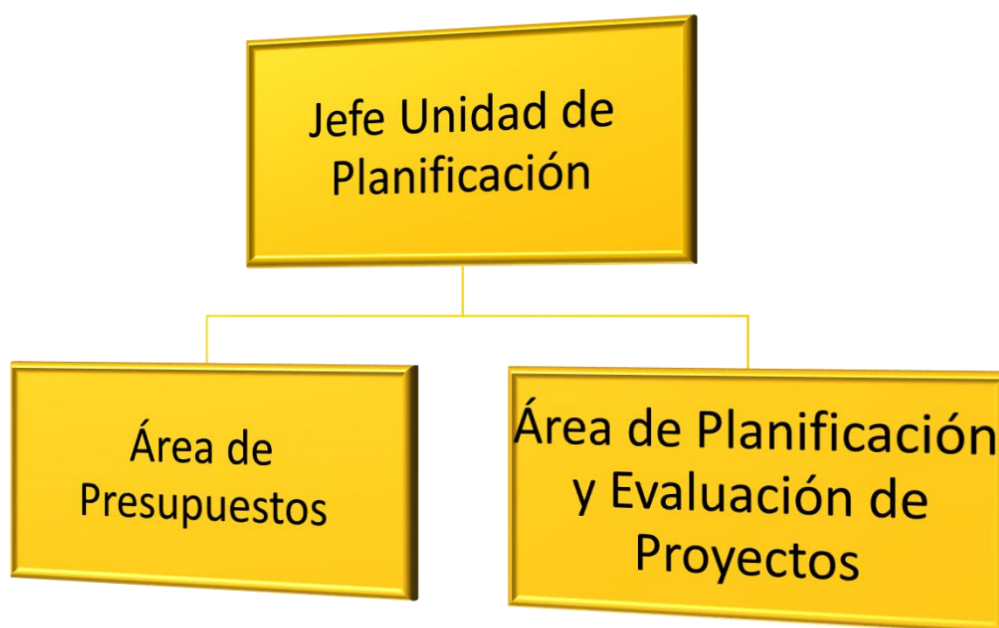 Jefe Unidad de
Planificación
Área de
Presupuestos
Área de Planificación
y Evaluación de
Proyectos